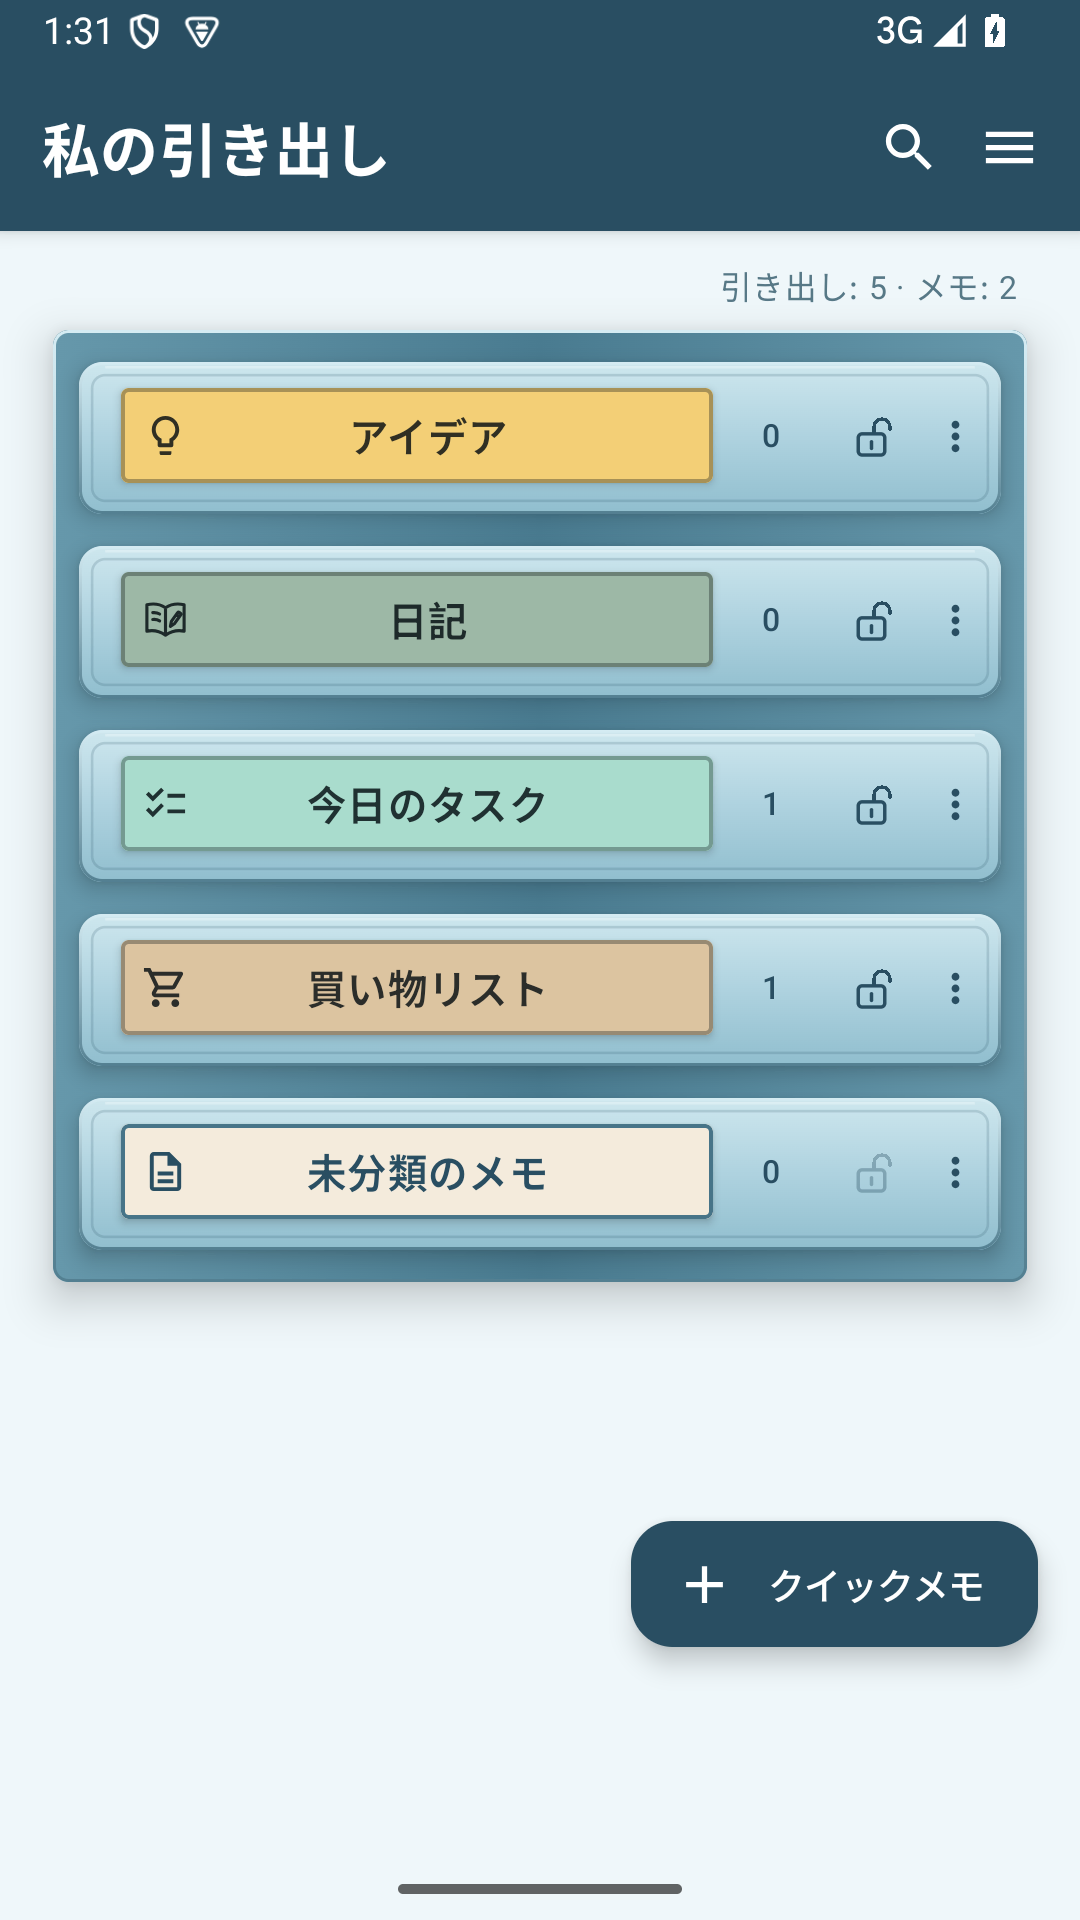 1:31 3G
私の引き出し
引き出し: 5 · メモ: 2
アイデア 0
日記 0
今日のタスク 1
買い物リスト 1
未分類のメモ 0
クイックメモ